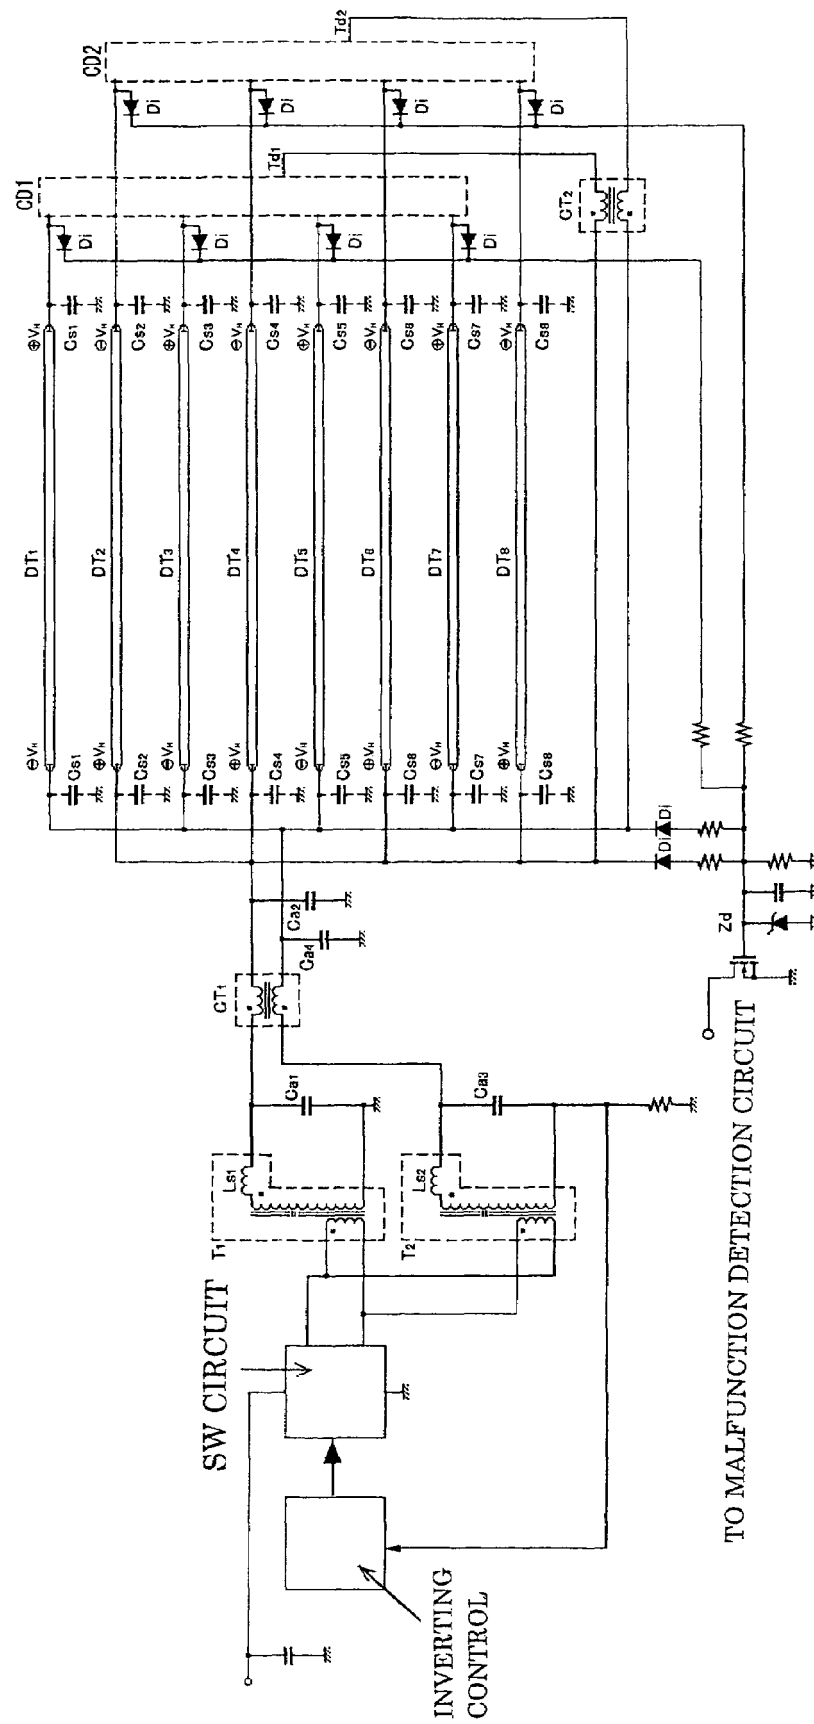 CD2
Td2
Di
Di
Di
Di
CD1
Td1
Di
Di
Di
Di
CT2
⊕VH
Cs1
⊖VH
Cs2
⊕VH
Cs3
⊖VH
Cs4
⊕VH
Cs5
⊖VH
Cs6
⊕VH
Cs7
⊖VH
Cs8
DT1
DT2
DT3
DT4
DT5
DT6
DT7
DT8
⊖VH
Cs1
⊕VH
Cs2
⊖VH
Cs3
⊕VH
Cs4
⊖VH
Cs5
⊕VH
Cs6
⊖VH
Cs7
⊕VH
Cs8
Di
Di
Ca2
Ca4
Zd
CT1
Ca1
Ca3
Ls1
Ls2
T1
T2
SW CIRCUIT
TO MALFUNCTION DETECTION CIRCUIT
INVERTING
CONTROL